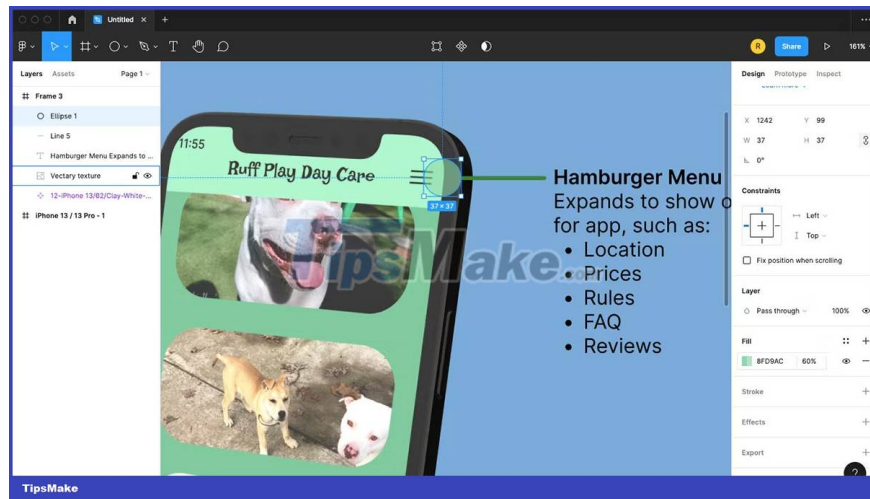 Untitled
R
Share
161%
Layers
Assets
Page 1
Design
Prototype
Inspect
Frame 3
Ellipse 1
Line 5
Hamburger Menu Expands to ...
Vectary texture
12-iPhone 13/02/Clay-White-...
iPhone 13 / 13 Pro - 1
11:55
Ruff Play Day Care
37 × 37
Hamburger Menu
Expands to show o
for app, such as:
• Location
• Prices
• Rules
• FAQ
• Reviews
TipsMake.com
X 1242 Y 99
W 37 H 37
0°
Constraints
Left
Top
Fix position when scrolling
Layer
Pass through 100%
Fill
8FD9AC 60%
Stroke
Effects
Export
?
TipsMake